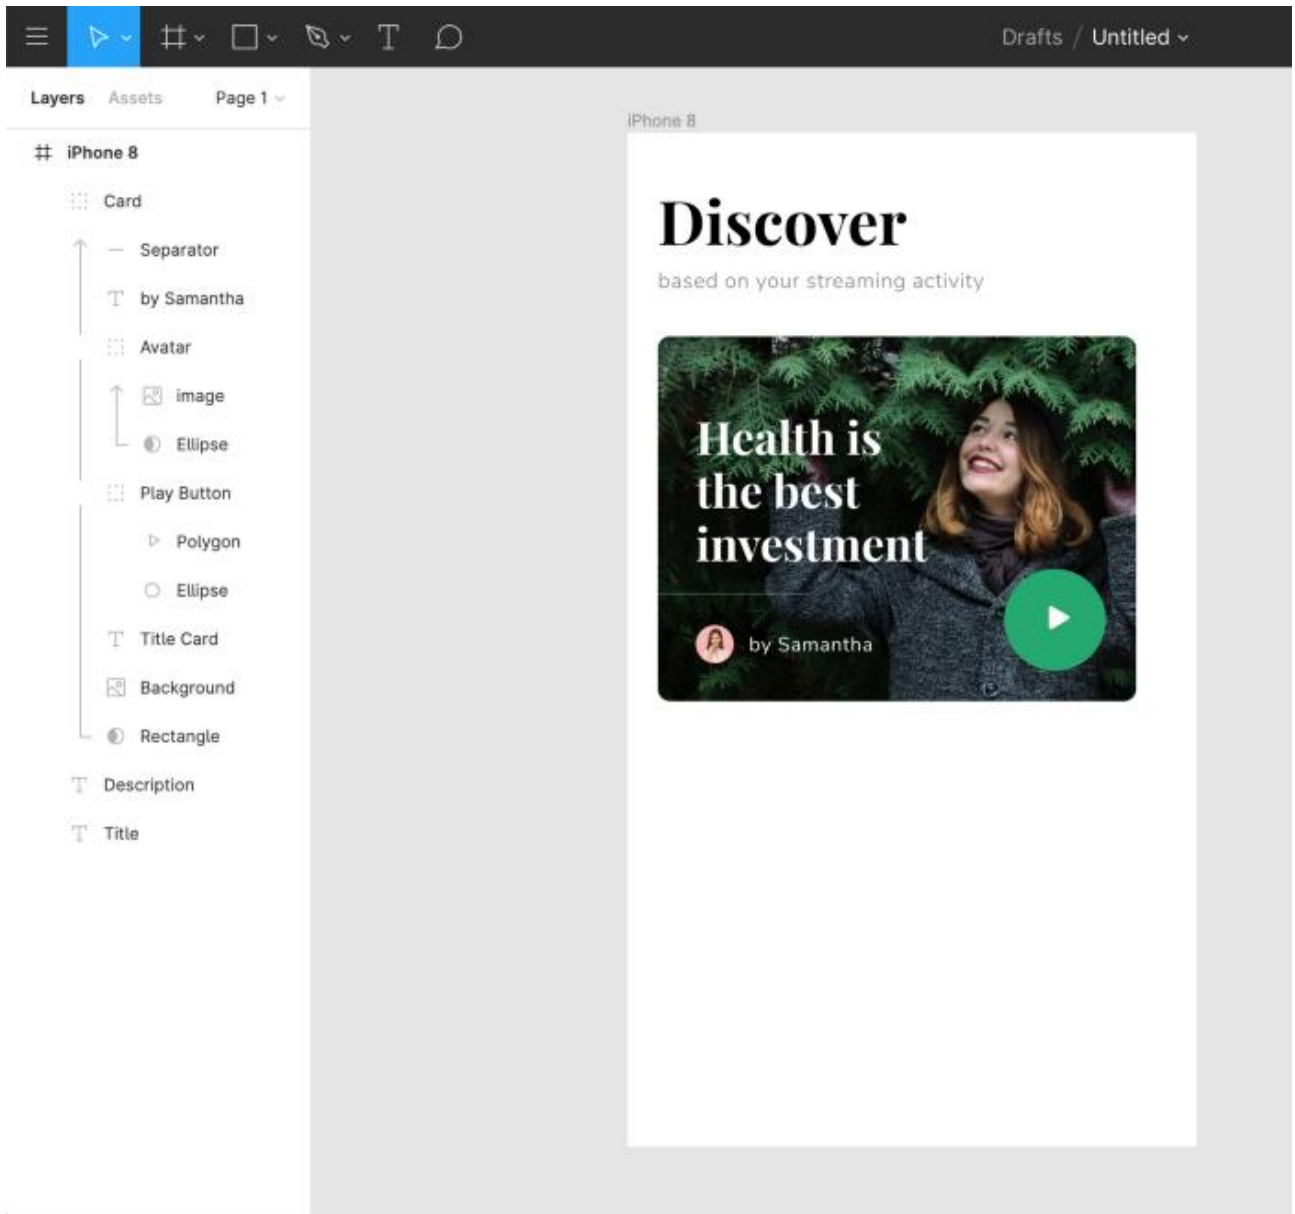 Drafts / Untitled
Layers Assets Page 1
iPhone 8
Card
Separator
by Samantha
Avatar
image
Ellipse
Play Button
Polygon
Ellipse
Title Card
Background
Rectangle
Description
Title
iPhone 8
Discover
based on your streaming activity
Health is
the best
investment
by Samantha